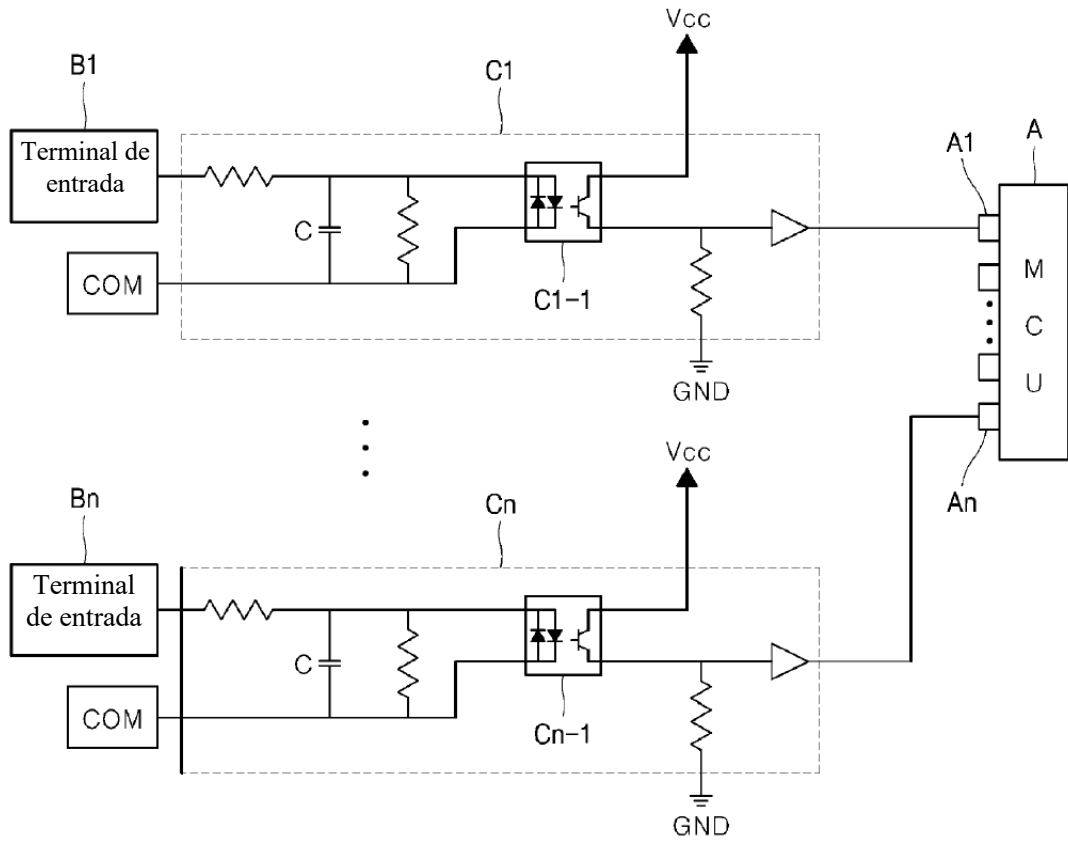 Vcc
B1
C1
Terminal de
entrada
A1
A
C
COM
C1-1
M
C
U
GND
Vcc
Bn
Cn
An
Terminal
de entrada
C
COM
Cn-1
GND